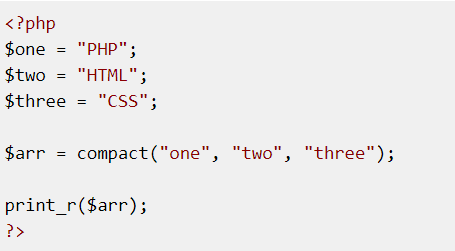 <?php
$one = "PHP";
$two = "HTML";
$three = "CSS";
$arr = compact("one", "two", "three");
print_r($arr);
?>